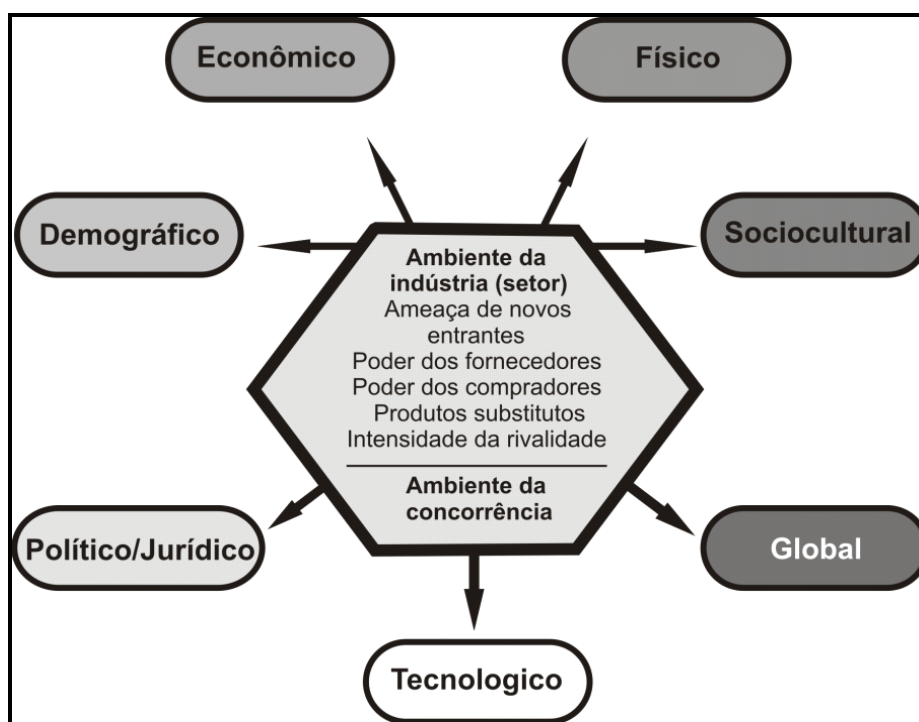 Econômico
Físico
Demográfico
Sociocultural
Ambiente da
indústria (setor)
Ameaça de novos
entrantes
Poder dos fornecedores
Poder dos compradores
Produtos substitutos
Intensidade da rivalidade
Ambiente da
concorrência
Político/Jurídico
Global
Tecnologico